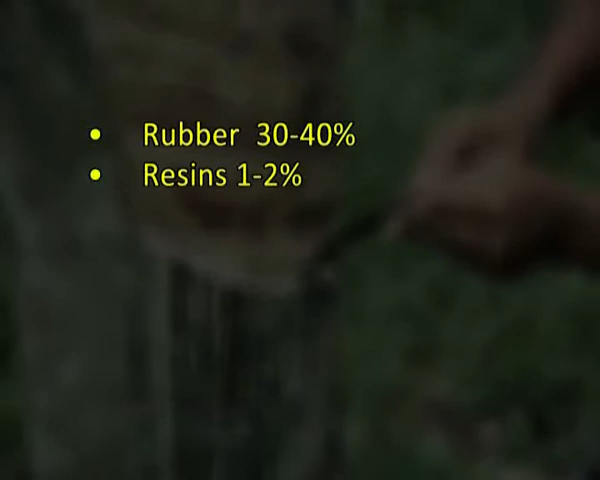 • Rubber 30-40%
• Resins 1-2%